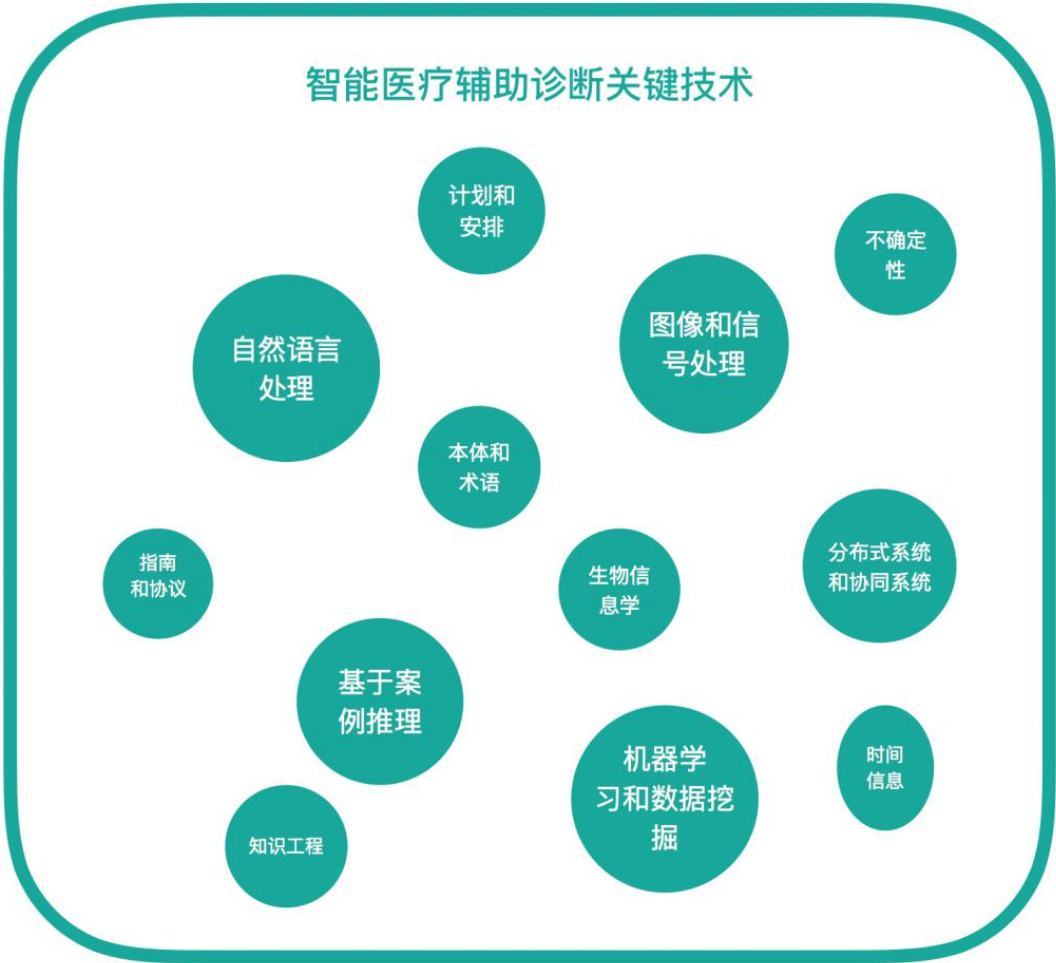 智能医疗辅助诊断关键技术
计划和
安排
不确定
性
图像和信
号处理
自然语言
处理
本体和
术语
指南
和协议
生物信
息学
分布式系统
和协同系统
基于案
例推理
机器学
习和数据挖
掘
时间
信息
知识工程